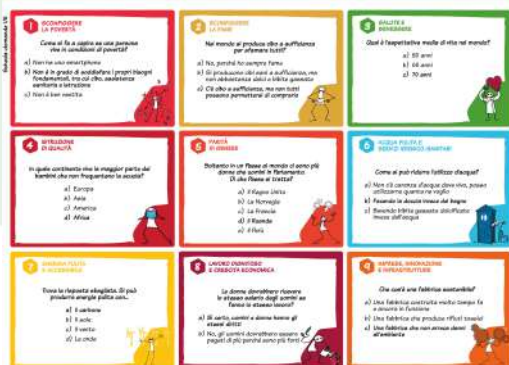 Schede domande 1/2
1
SCONFIGGERE
LA POVERTÀ
Come si fa a capire se una persona
vive in condizioni di povertà?
a) Non ha uno smartphone
b) Non è in grado di soddisfare i propri bisogni
fondamentali, tra cui cibo, assistenza
sanitaria e istruzione
c) Non è ben vestita
2
SCONFIGGERE
LA FAME
Nel mondo si produce cibo a sufficienza
per sfamare tutti?
a) No, perché ho sempre fame
b) Si producono cibi sani a sufficienza, ma
non abbastanza dolci e bibite gassate
c) C'è cibo a sufficienza, ma non tutti
possono permettersi di comprarlo
3
SALUTE E
BENESSERE
Qual è l'aspettativa media di vita nel mondo?
a) 50 anni
b)
c) 70 anni
4
ISTRUZIONE
DI QUALITÀ
In quale continente vive la maggior parte dei
bambini che non frequentano la scuola?
a) Europa
b) Asia
c) America
d) Africa
5
PARITÀ
DI GENERE
Soltanto in un Paese al mondo ci sono più
donne che uomini in Parlamento.
Di che Paese si tratta?
a) Il Regno Unito
b) La Norvegia
c) La Francia
d) Il Ruanda
e) Il Perù
6
ACQUA PULITA E
SERVIZI IGIENICO SANITARI
Come si può ridurre l'utilizzo d'acqua?
a) Non c'è carenza d'acqua dove vivo, posso
utilizzarne quanta ne voglio
b) Facendo la doccia invece del bagno
c) Bevendo bibite gassate dolcificate
invece dell'acqua
7
ENERGIA PULITA
E ACCESSIBILE
Trova la risposta sbagliata. Si può
produrre energia pulita con...
a) Il carbone
b) Il sole
c) Il vento
d) Le onde
8
LAVORO DIGNITOSO
E CRESCITA ECONOMICA
Le donne dovrebbero ricevere
lo stesso salario degli uomini se
fanno lo stesso lavoro?
a) Sì certo, uomini e donne hanno gli
stessi diritti
b) No, gli uomini dovrebbero essere
pagati di più perché sono più forti
9
IMPRESE, INNOVAZIONE
E INFRASTRUTTURE
Che cos'è una fabbrica sostenibile?
a) Una fabbrica costruita molto tempo fa
e ancora in funzione
b) Una fabbrica che produce rifiuti tossici
c) Una fabbrica che non arreca danni
all'ambiente